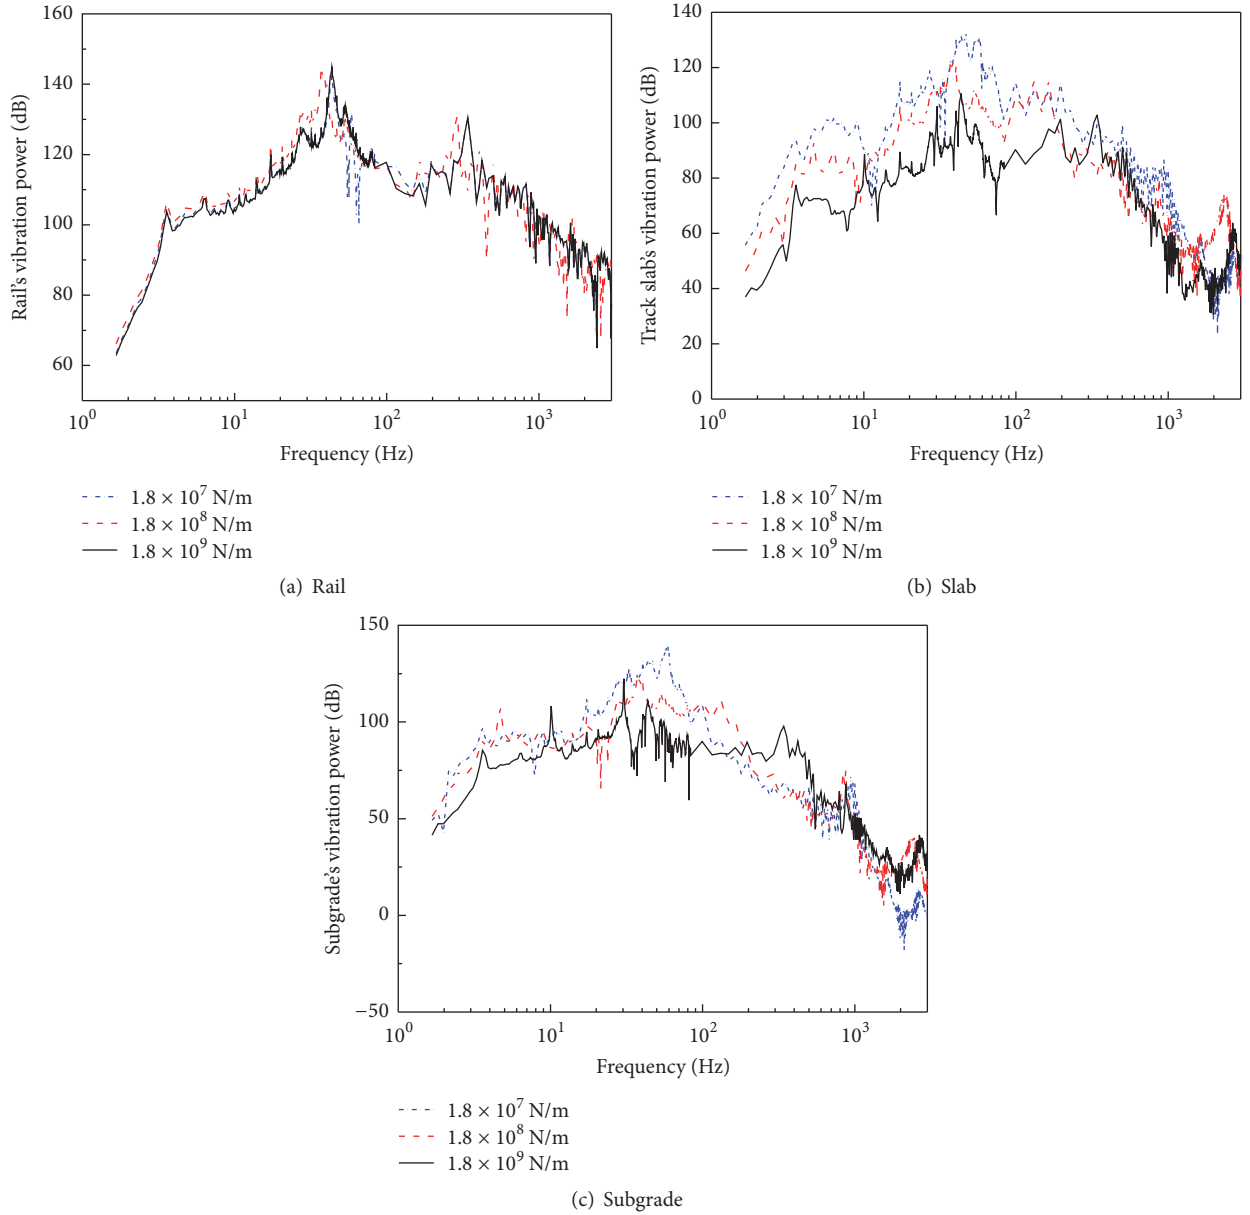 160
140
120
100
80
60
Rail's vibration power (dB)
10^0
10^1
10^2
10^3
Frequency (Hz)
1.8 × 10^7 N/m
1.8 × 10^8 N/m
1.8 × 10^9 N/m
(a) Rail
140
120
100
80
60
40
20
0
Track slab's vibration power (dB)
10^0
10^1
10^2
10^3
Frequency (Hz)
1.8 × 10^7 N/m
1.8 × 10^8 N/m
1.8 × 10^9 N/m
(b) Slab
150
100
50
0
−50
Subgrade's vibration power (dB)
10^0
10^1
10^2
10^3
Frequency (Hz)
1.8 × 10^7 N/m
1.8 × 10^8 N/m
1.8 × 10^9 N/m
(c) Subgrade